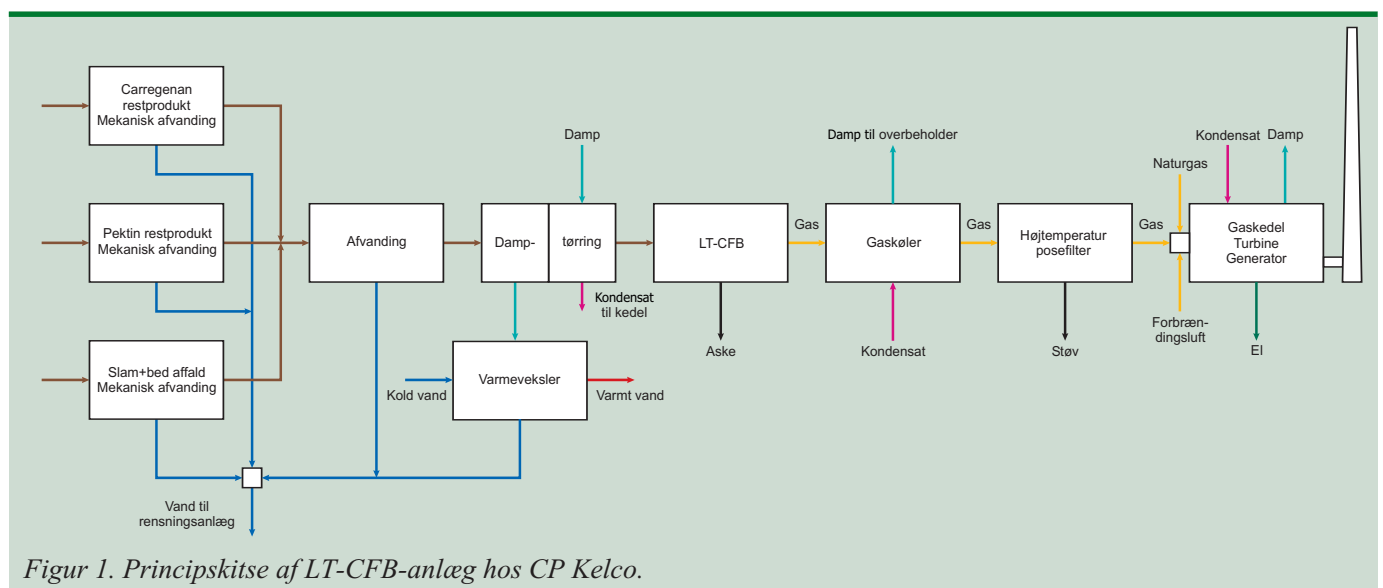 Carregenan
restprodukt
Mekanisk afvanding
Pektin restprodukt
Mekanisk afvanding
Slam+bed affald
Mekanisk afvanding
Vand til
rensningsanlæg
Afvanding
Damp
Damp-
tørring
Kondensat
til kedel
Kold vand
Varmeveksler
Varmt vand
LT-CFB
Aske
Gas
Damp til overbeholder
Gaskøler
Kondensat
Gas
Højtemperatur
posefilter
Støv
Gas
Naturgas
Forbræn-
dingsluft
Kondensat
Damp
Gaskedel
Turbine
Generator
El
Figur 1. Principskitse af LT-CFB-anlæg hos CP Kelco.